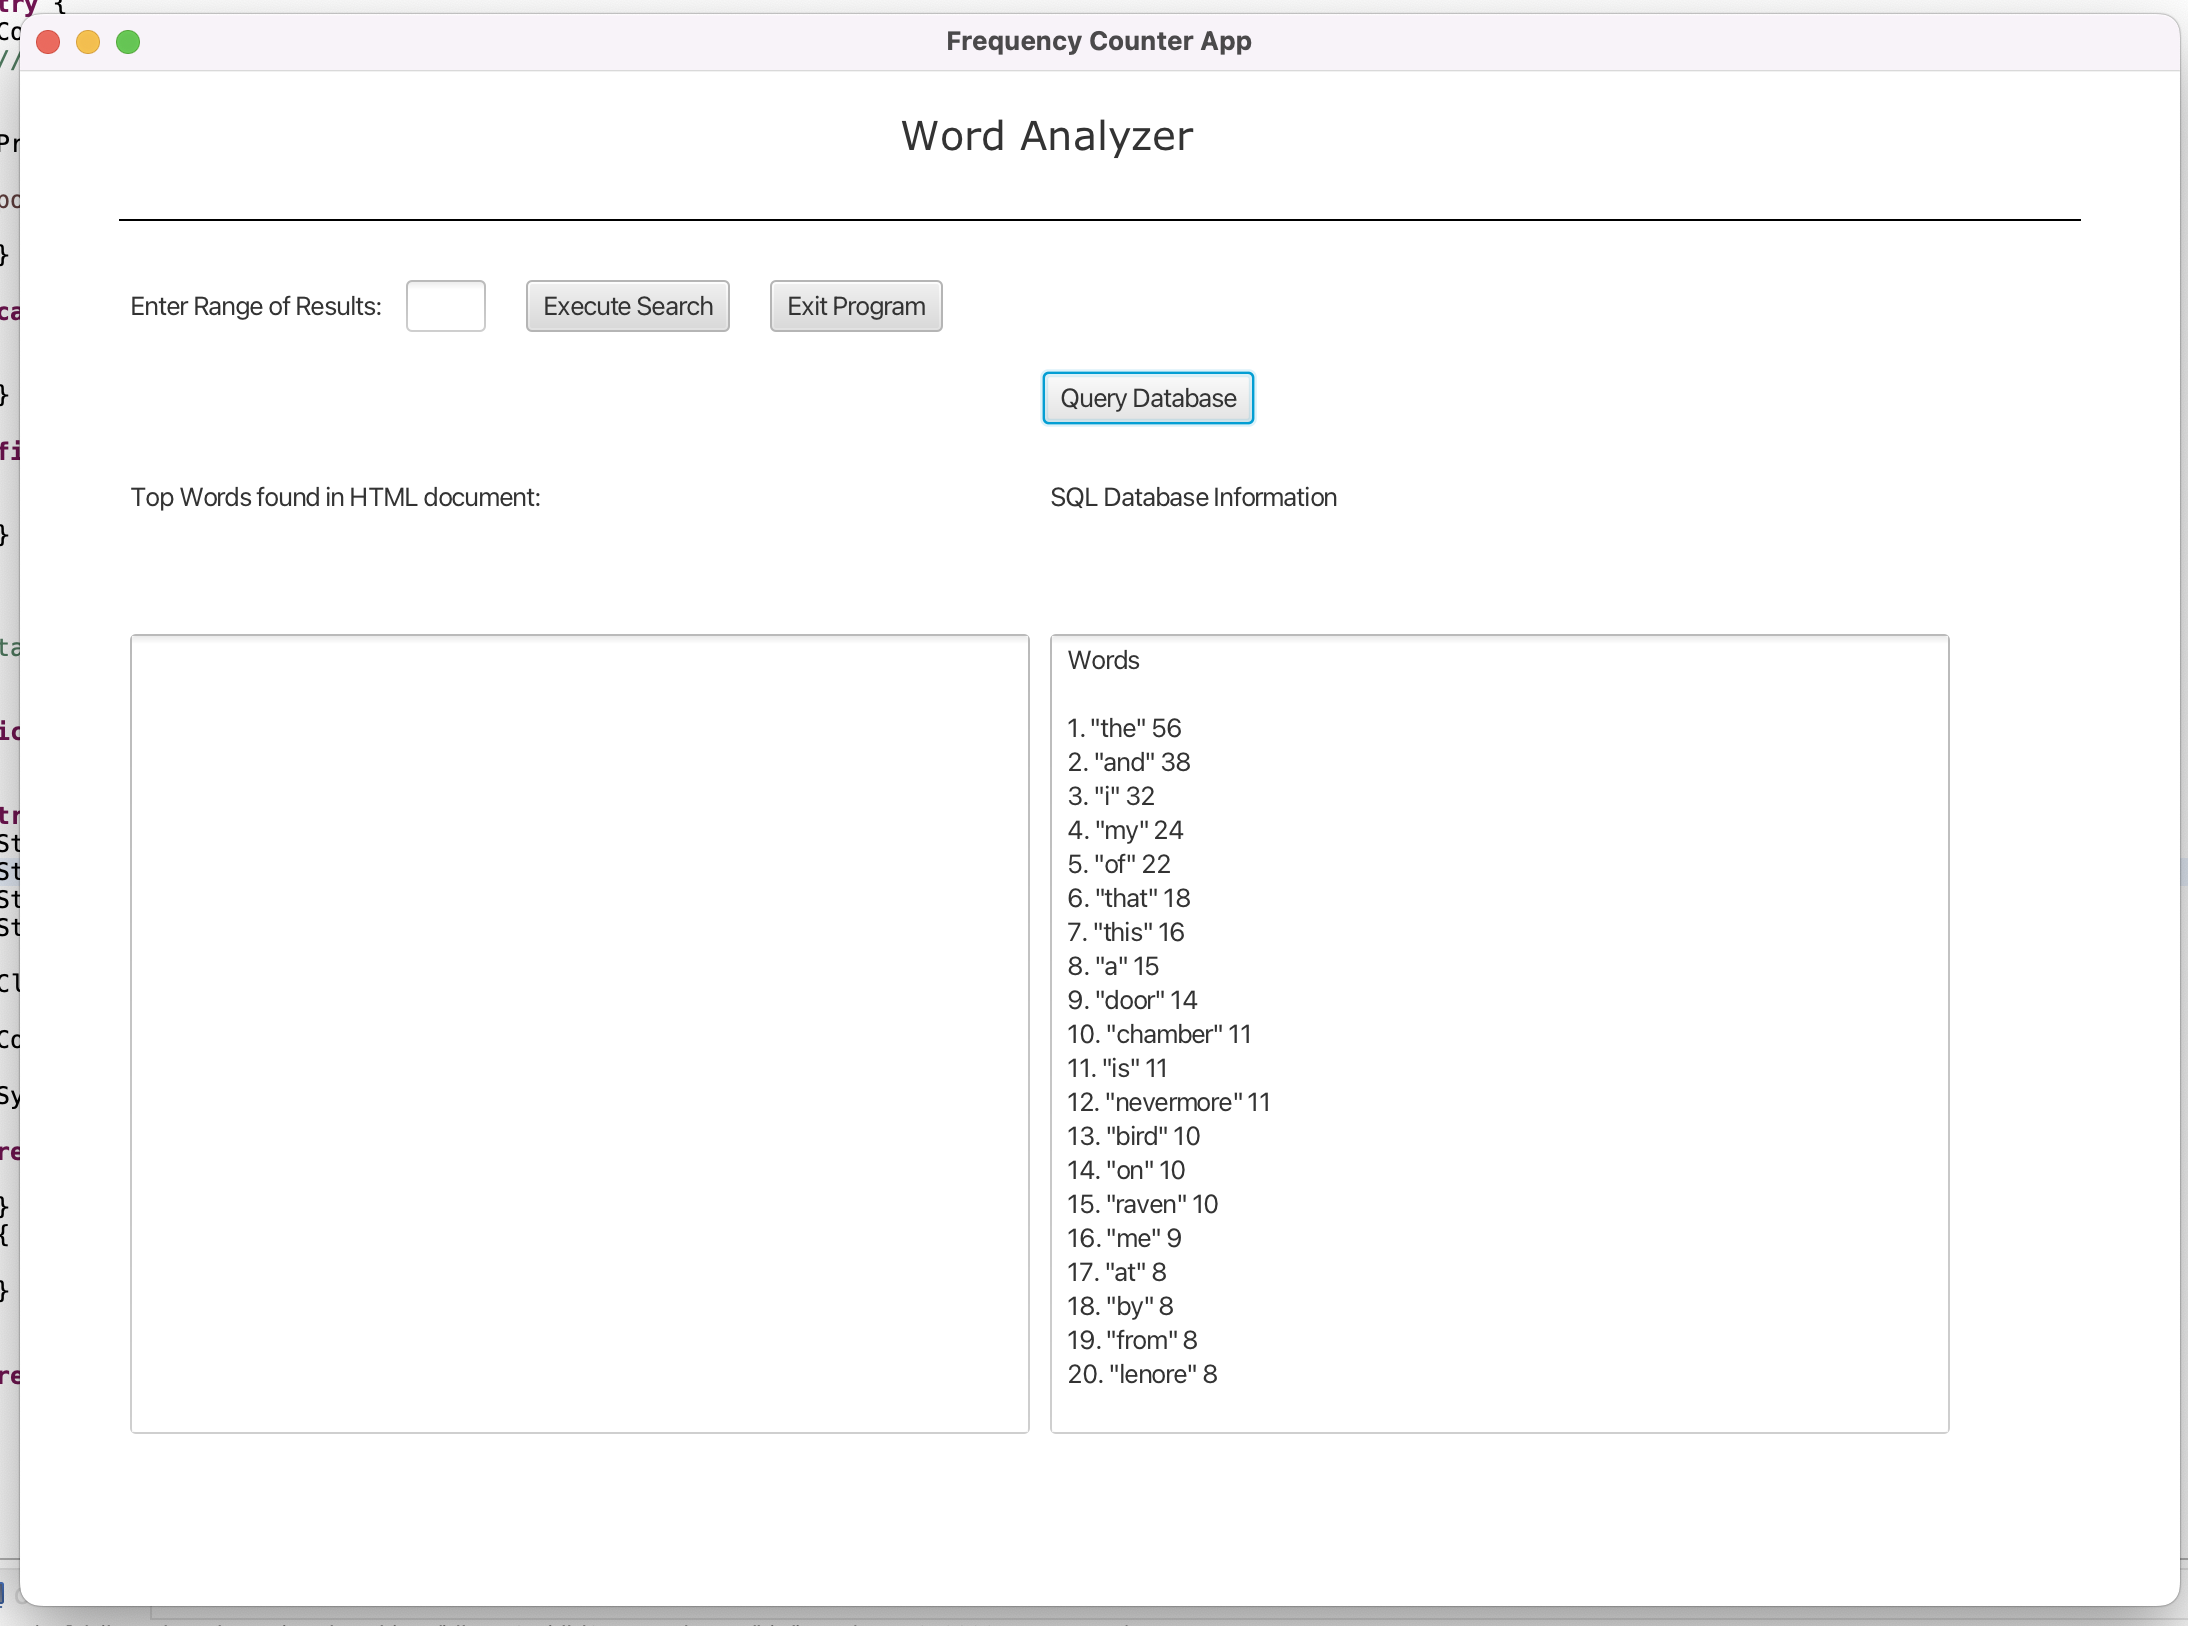 try {
Frequency Counter App
Word Analyzer
Enter Range of Results:
Execute Search
Exit Program
Query Database
Top Words found in HTML document:
SQL Database Information
Words
1. "the" 56
2. "and" 38
3. "i" 32
4. "my" 24
5. "of" 22
6. "that" 18
7. "this" 16
8. "a" 15
9. "door" 14
10. "chamber" 11
11. "is" 11
12. "nevermore" 11
13. "bird" 10
14. "on" 10
15. "raven" 10
16. "me" 9
17. "at" 8
18. "by" 8
19. "from" 8
20. "lenore" 8